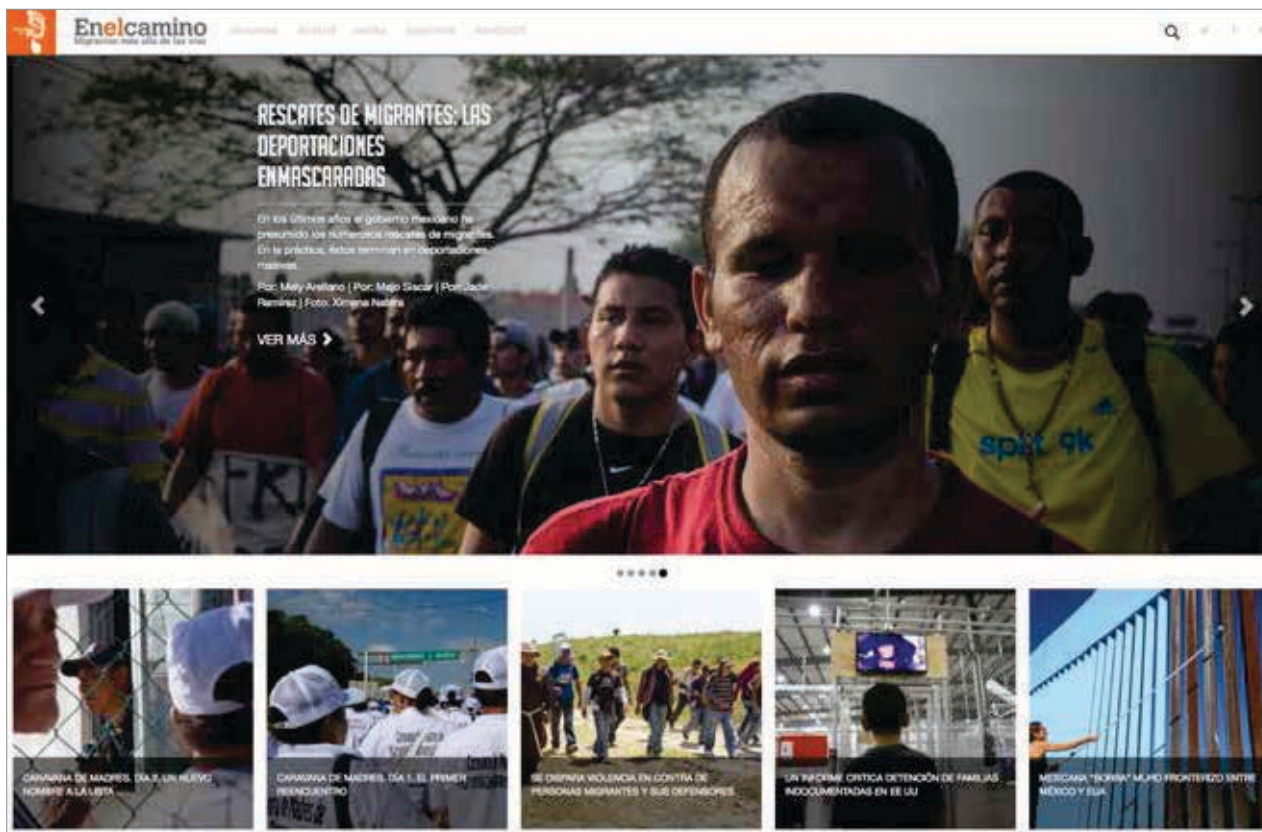 Enelcamino
Migración más allá de las vías
RESCATES DE MIGRANTES: LAS
DEPORTACIONES
ENMASCARADAS
En los últimos años el gobierno mexicano ha
presumido los numerosos rescates de migrantes.
En la práctica, éstos terminan en deportaciones
masivas.
Por: Mely Arellano | Por: Majo Siscar | Por: Jade
Ramírez | Foto: Ximena Natera
VER MÁS
FRI
split 9k
CARAVANA DE MADRES. DÍA 7, UN NUEVO
NOMBRE A LA LISTA
CARAVANA DE MADRES. DÍA 1. EL PRIMER
REENCUENTRO
SE DISPARA VIOLENCIA EN CONTRA DE
PERSONAS MIGRANTES Y SUS DEFENSORES
UN INFORME CRITICA DETENCIÓN DE FAMILIAS
INDOCUMENTADAS EN EE UU
MEXICANA "BORRA" MURO FRONTERIZO ENTRE
MÉXICO Y EUA